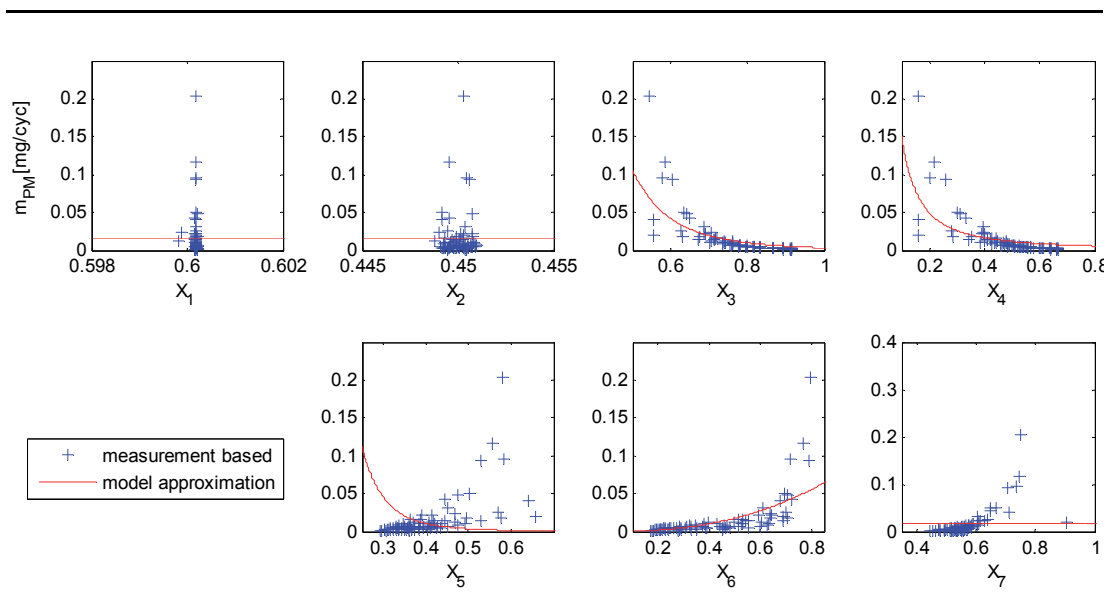 m_PM [mg/cyc]
0.2
0.15
0.1
0.05
0
0.598 0.6 0.602
X_1
0.2
0.15
0.1
0.05
0
0.445 0.45 0.455
X_2
0.2
0.15
0.1
0.05
0
0.6 0.8 1
X_3
0.2
0.15
0.1
0.05
0
0.2 0.4 0.6 0.8
X_4
measurement based
model approximation
0.2
0.15
0.1
0.05
0
0.3 0.4 0.5 0.6
X_5
0.2
0.15
0.1
0.05
0
0.2 0.4 0.6 0.8
X_6
0.4
0.3
0.2
0.1
0
0.4 0.6 0.8 1
X_7